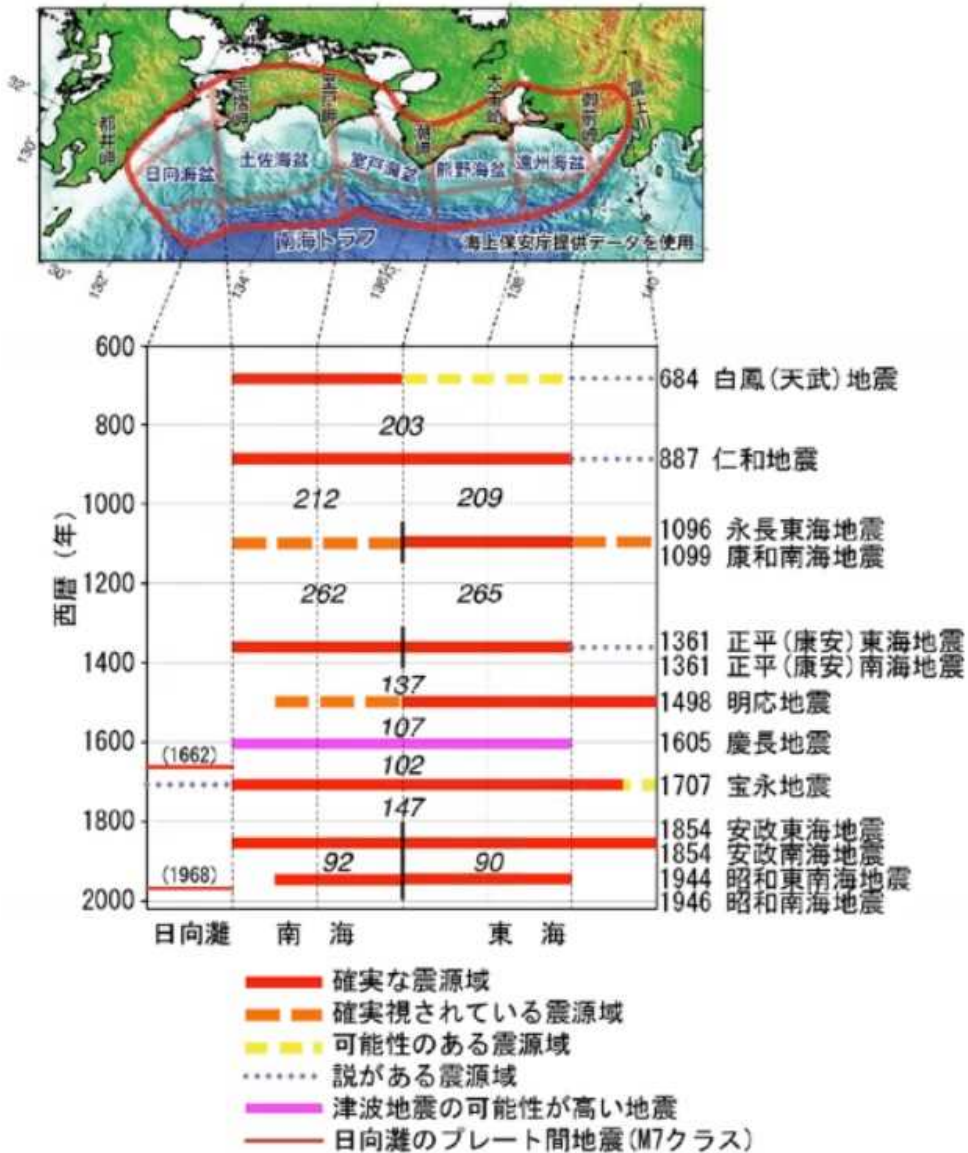 都井岬
足摺岬
室戸岬
潮岬
大王崎
御前崎
富士川
日向海盆
土佐海盆
室戸海盆
熊野海盆
遠州海盆
南海トラフ
海上保安庁提供データを使用
30°
130°
30°
132°
134°
136°
138°
140°
西暦(年)
600
684 白鳳(天武)地震
800
203
887 仁和地震
1000
212
209
1096 永長東海地震
1099 康和南海地震
1200
262
265
1361 正平(康安)東海地震
1400
1361 正平(康安)南海地震
137
1498 明応地震
107
1600
1605 慶長地震
(1662)
102
1707 宝永地震
147
1800
1854 安政東海地震
1854 安政南海地震
(1968)
92
90
1944 昭和東南海地震
2000
1946 昭和南海地震
日向灘 南 海 東 海
確実な震源域
確実視されている震源域
可能性のある震源域
説がある震源域
津波地震の可能性が高い地震
日向灘のプレート間地震(M7クラス)